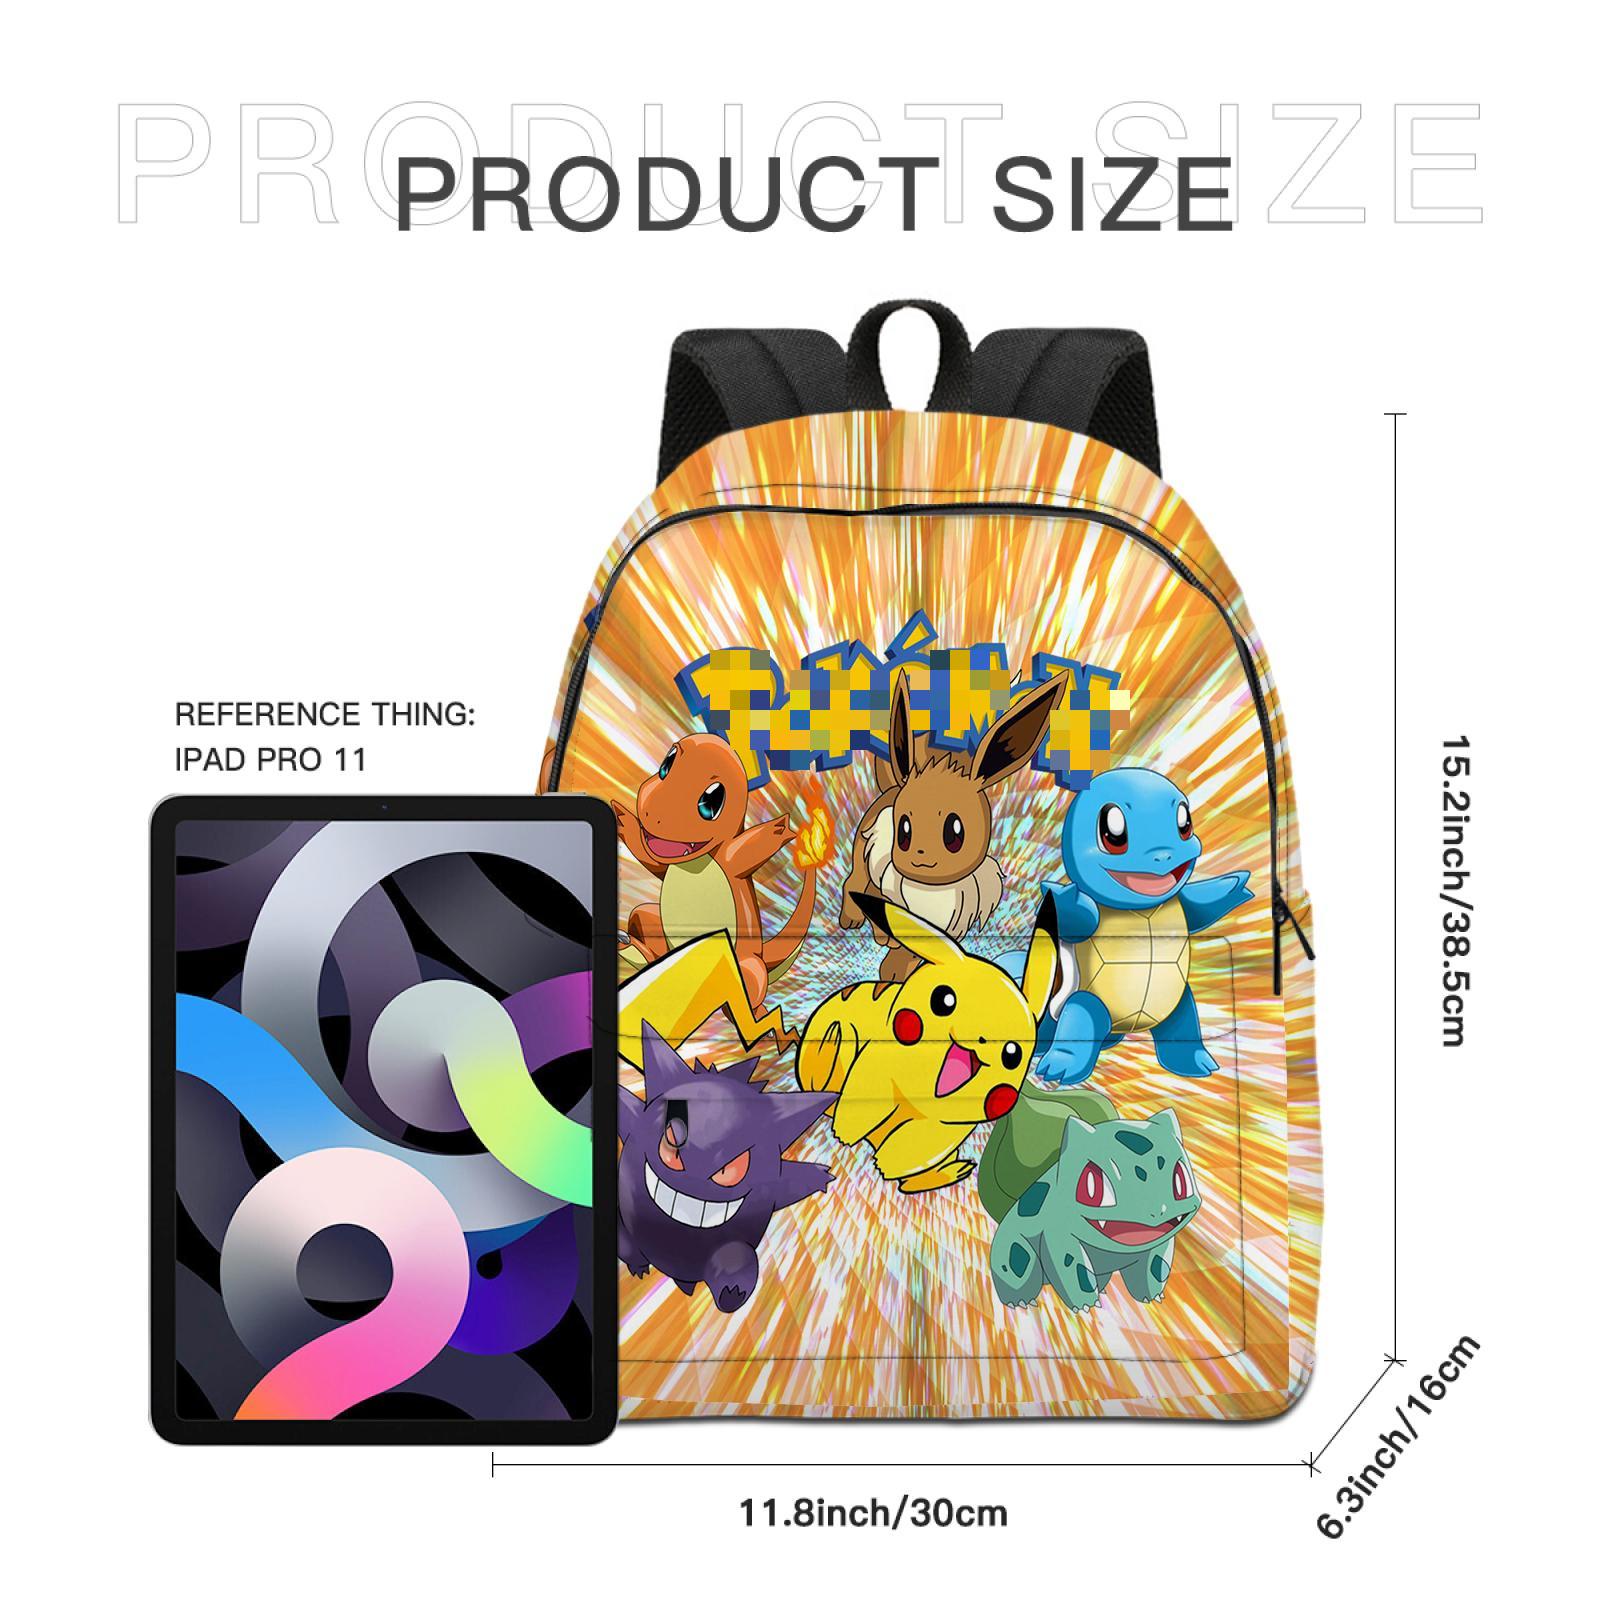 PRODUCT SIZE
PRODUCT SIZE
REFERENCE THING:
IPAD PRO 11
15.2inch/38.5cm
6.3inch/16cm
11.8inch/30cm